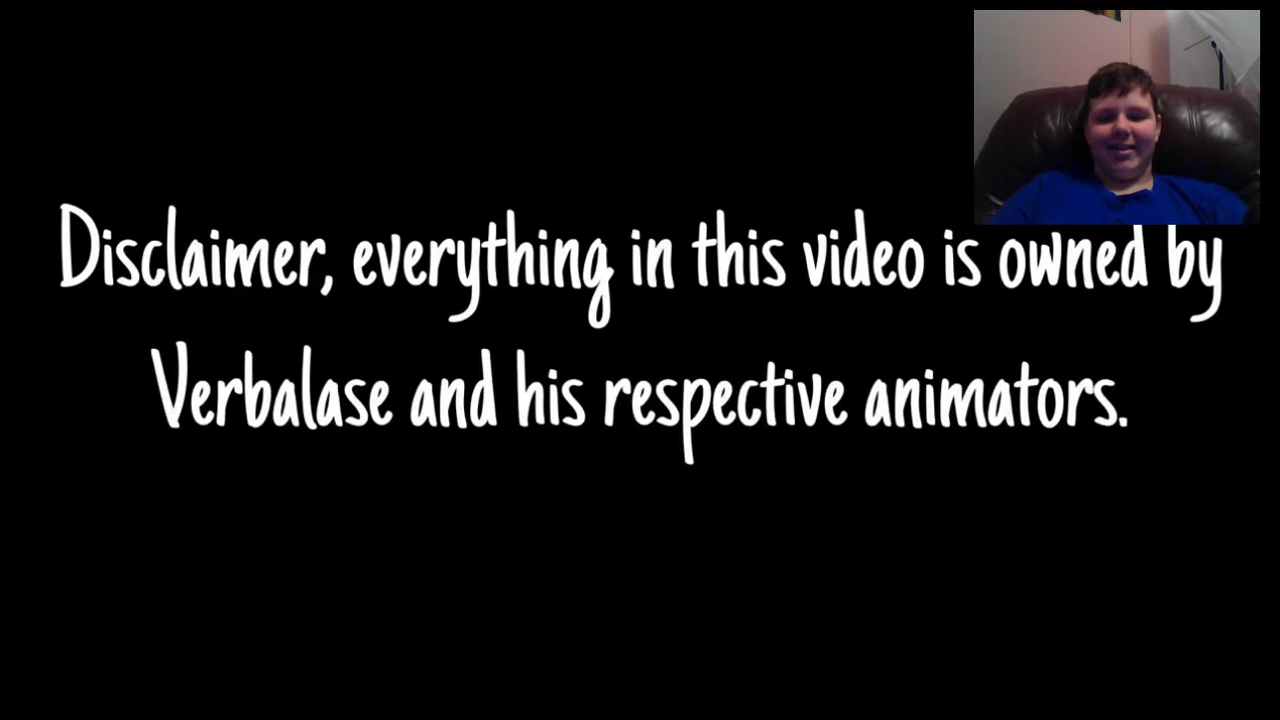 Disclaimer, everything in this video is owned by
Verbalase and his respective animators.